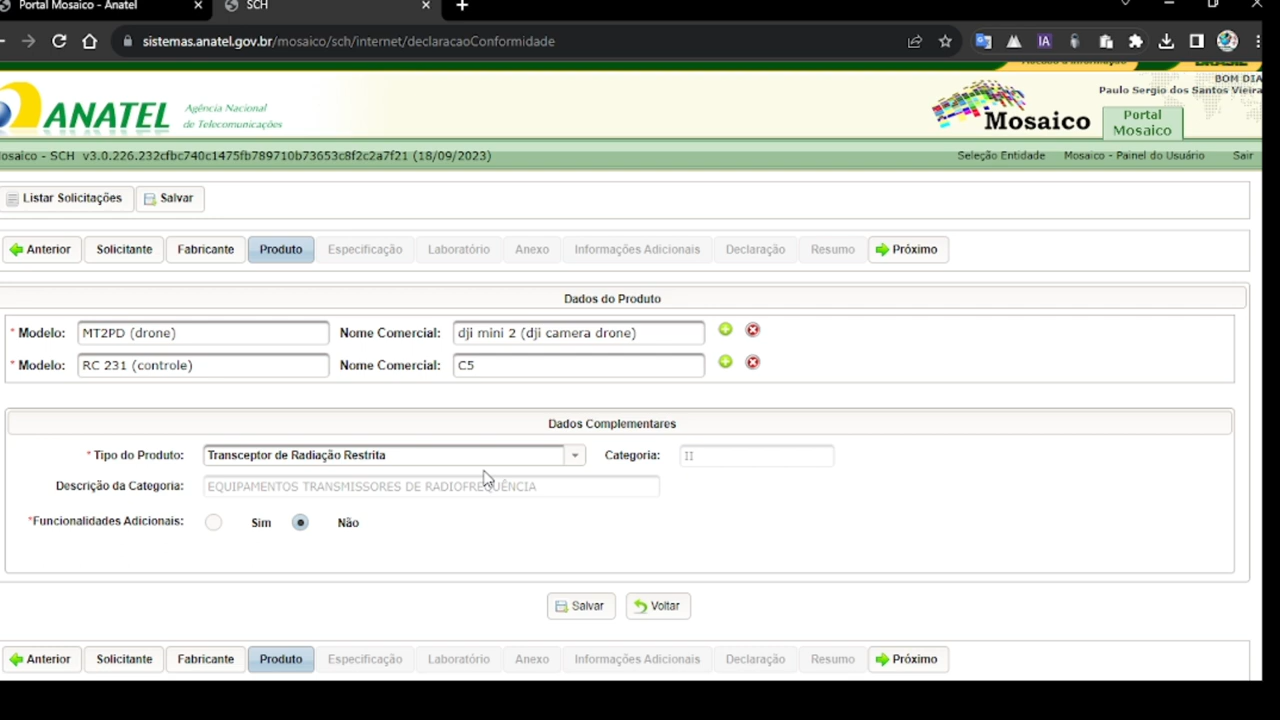 Portal Mosaico - Anatel
SCH
sistemas.anatel.gov.br/mosaico/sch/internet/declaracaoConformidade
IA
BOM DIA
Paulo Sergio dos Santos Vieira
ANATEL
Agência Nacional
de Telecomunicações
Mosaico
Portal
Mosaico
osaico - SCH v3.0.226.232cfbc740c1475fb789710b73653c8f2c2a7f21 (18/09/2023)
Seleção Entidade Mosaico - Painel do Usuário Sair
Listar Solicitações Salvar
Anterior Solicitante Fabricante Produto Especificação Laboratório Anexo Informações Adicionais Declaração Resumo Próximo
Dados do Produto
* Modelo: MT2PD (drone) Nome Comercial: dji mini 2 (dji camera drone)
* Modelo: RC 231 (controle) Nome Comercial: C5
Dados Complementares
* Tipo do Produto: Transceptor de Radiação Restrita Categoria: II
Descrição da Categoria: EQUIPAMENTOS TRANSMISSORES DE RADIOFREQUÊNCIA
*Funcionalidades Adicionais: Sim Não
Salvar Voltar
Anterior Solicitante Fabricante Produto Especificação Laboratório Anexo Informações Adicionais Declaração Resumo Próximo